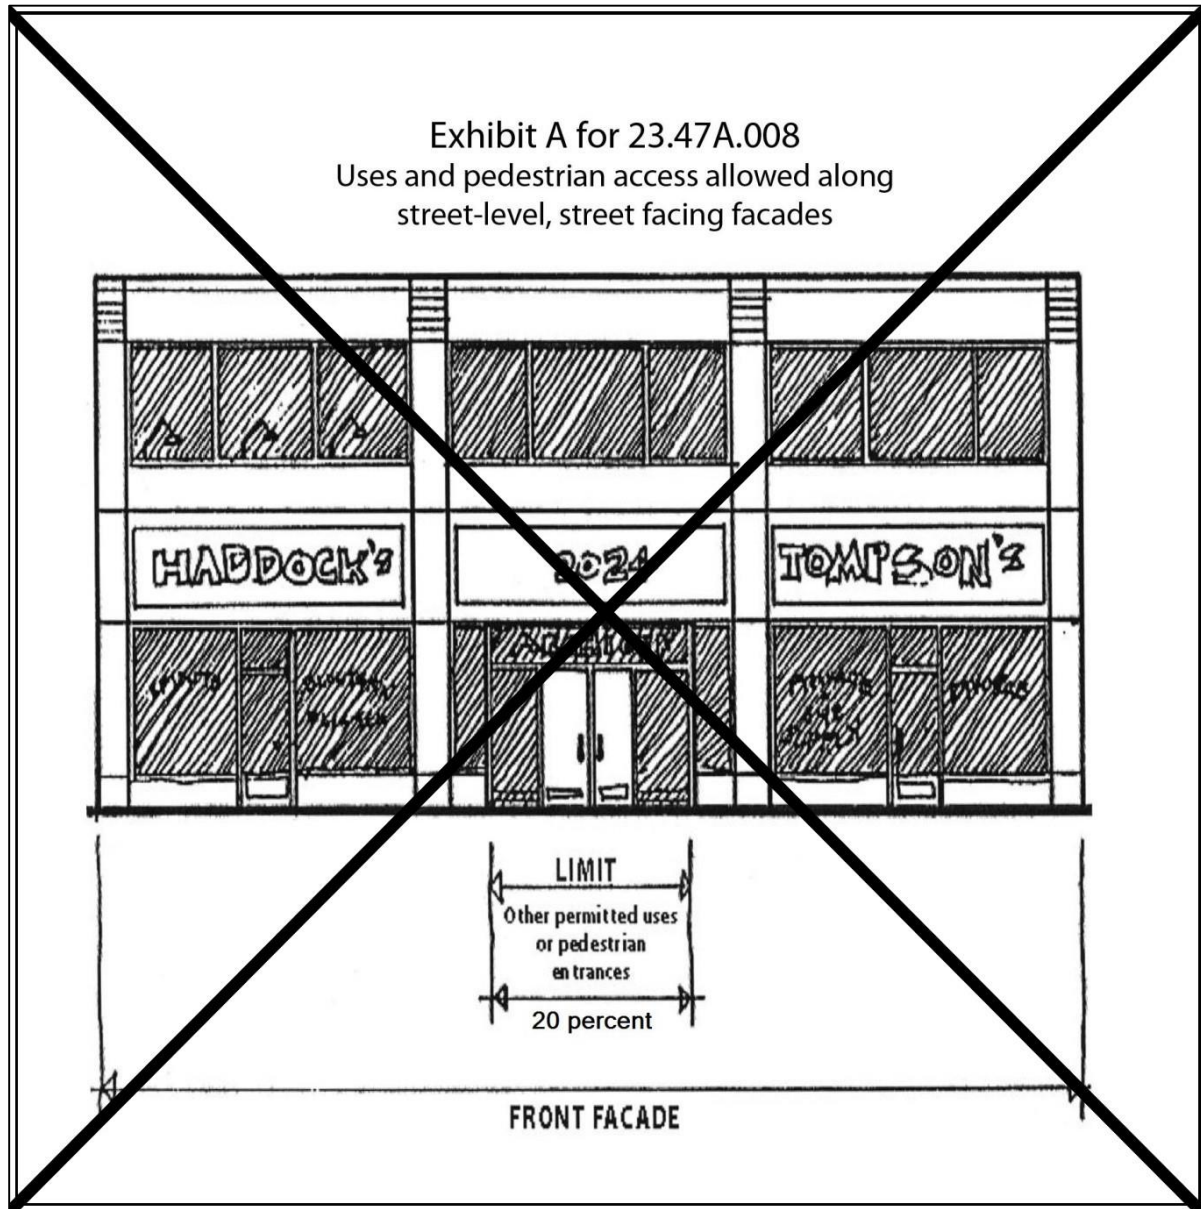 Exhibit A for 23.47A.008
Uses and pedestrian access allowed along
street-level, street facing facades
HADDOCK's
2024
TOMPSON's
LIMIT
Other permitted uses
or pedestrian
entrances
20 percent
FRONT FACADE